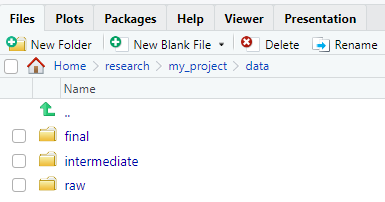 Files Plots Packages Help Viewer Presentation
New Folder New Blank File Delete Rename
Home research my_project data
Name
..
final
intermediate
raw